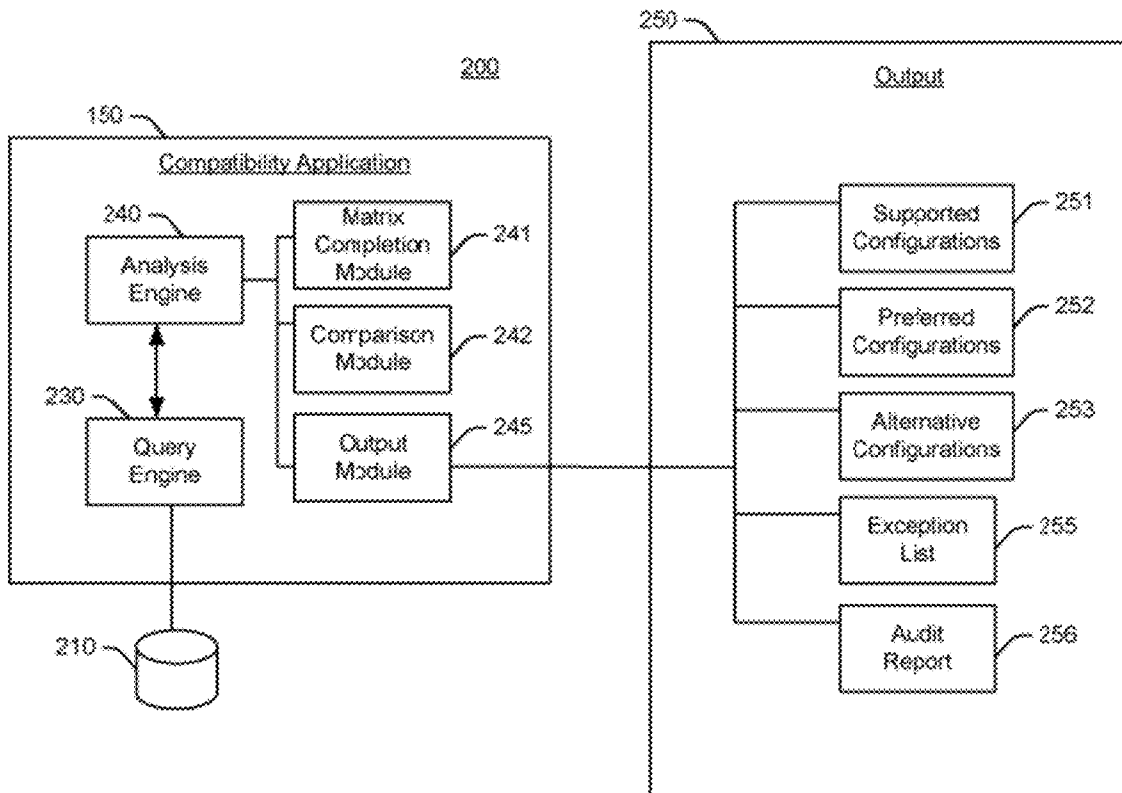 200
150
Compatibility Application
240
Analysis
Engine
Matrix
Completion
Module
241
Comparison
Module
242
230
Query
Engine
Output
Module
245
210
250
Output
Supported
Configurations
251
Preferred
Configurations
252
Alternative
Configurations
253
Exception
List
255
Audit
Report
256